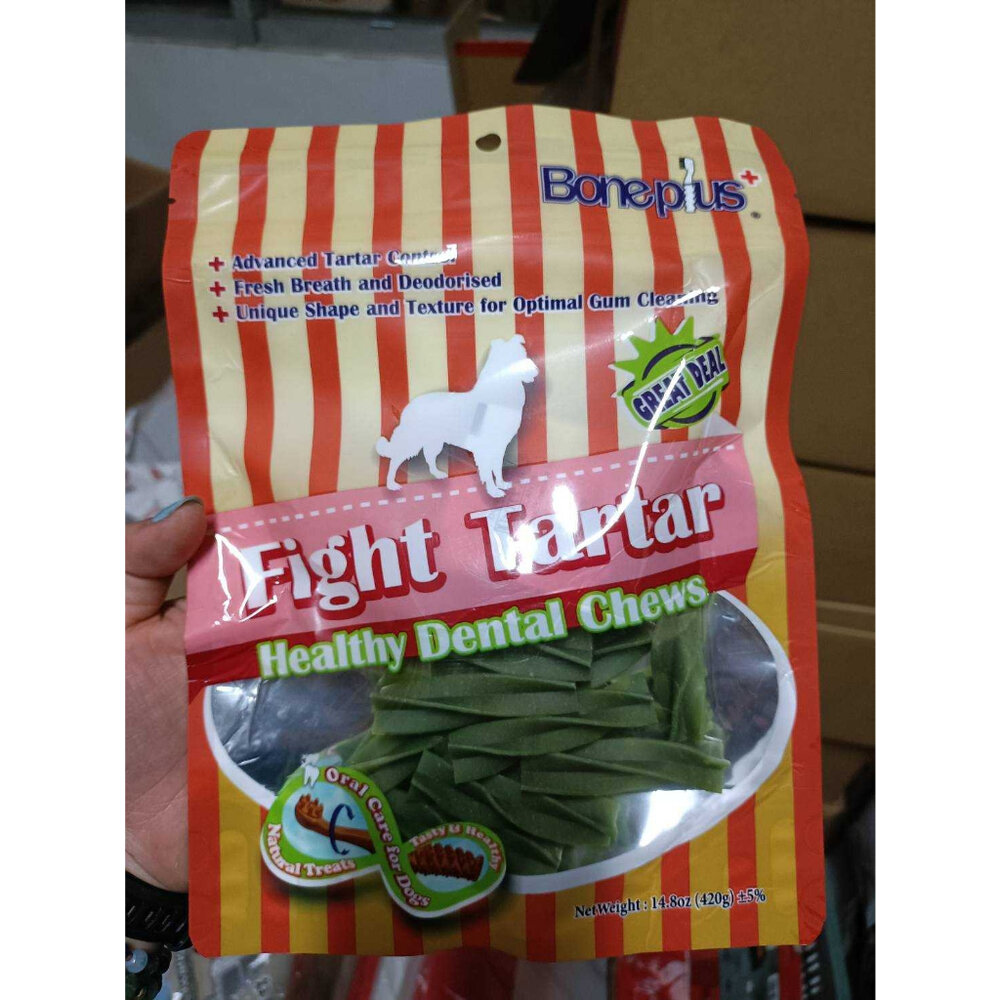 Boneplus+
®
+ Advanced Tartar Control
+ Fresh Breath and Deodorised
+ Unique Shape and Texture for Optimal Gum Cleaning
GREAT DEAL
Fight Tartar
Healthy Dental Chews
Oral Care for Dogs
Natural Treats
Tasty & Healthy
Net Weight : 14.8oz (420g) ±5%